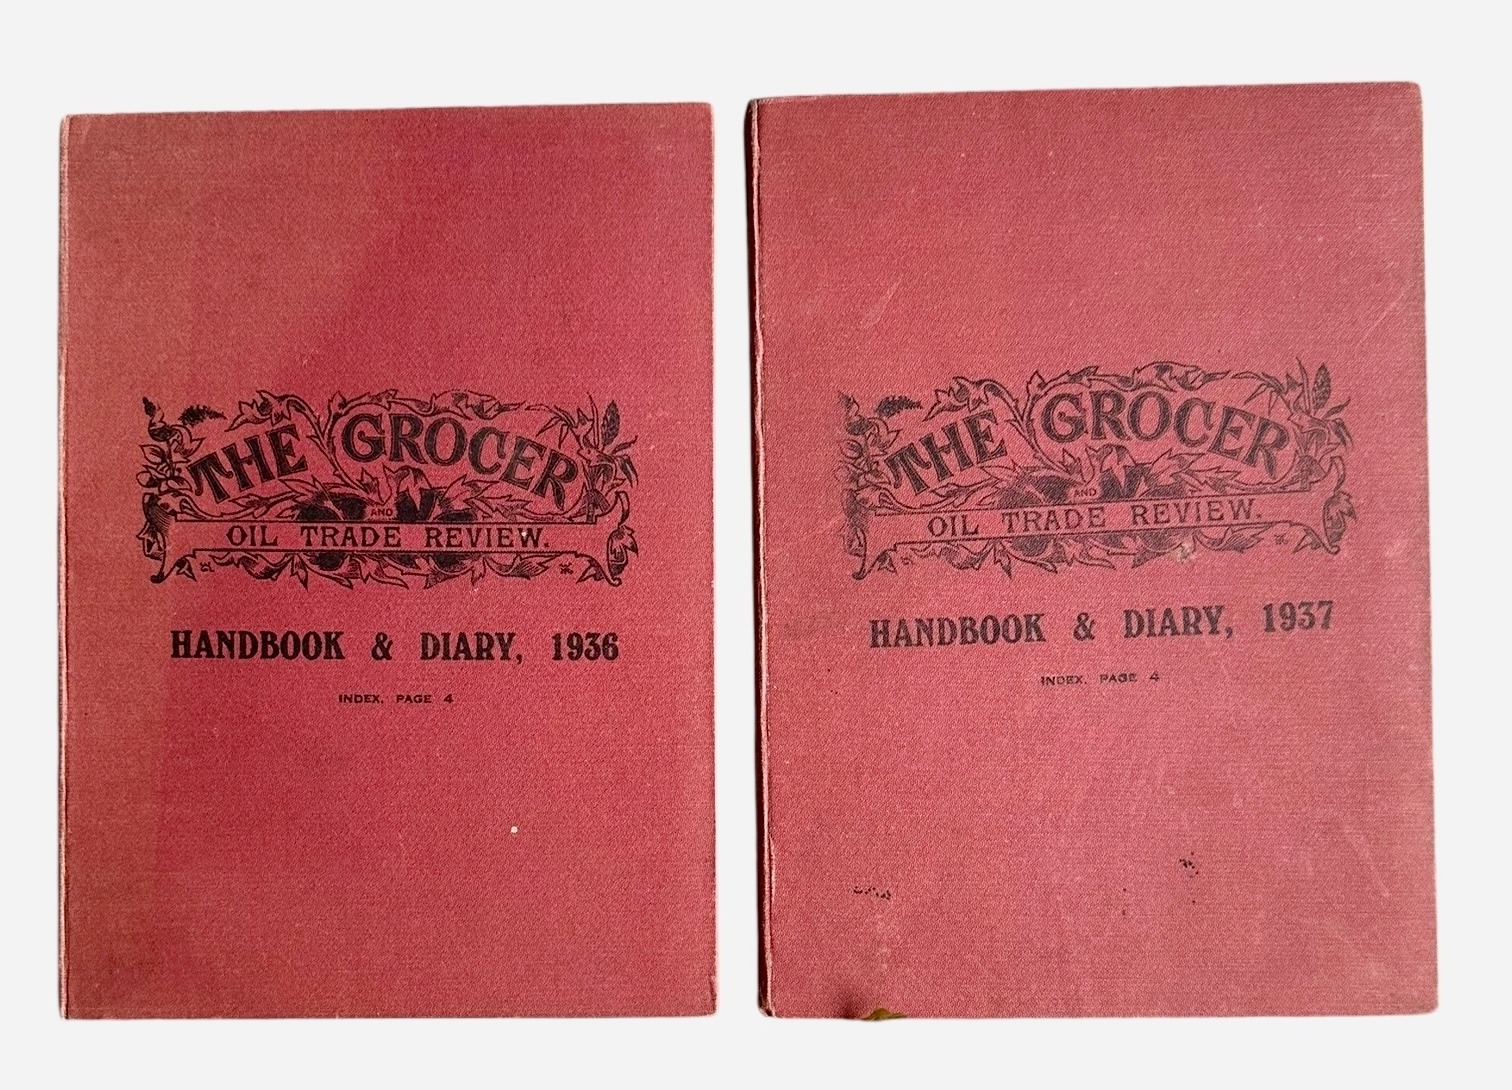 THE GROCER
AND
OIL TRADE REVIEW.
HANDBOOK & DIARY, 1936
INDEX, PAGE 4
THE GROCER
AND
OIL TRADE REVIEW.
HANDBOOK & DIARY, 1937
INDEX, PAGE 4